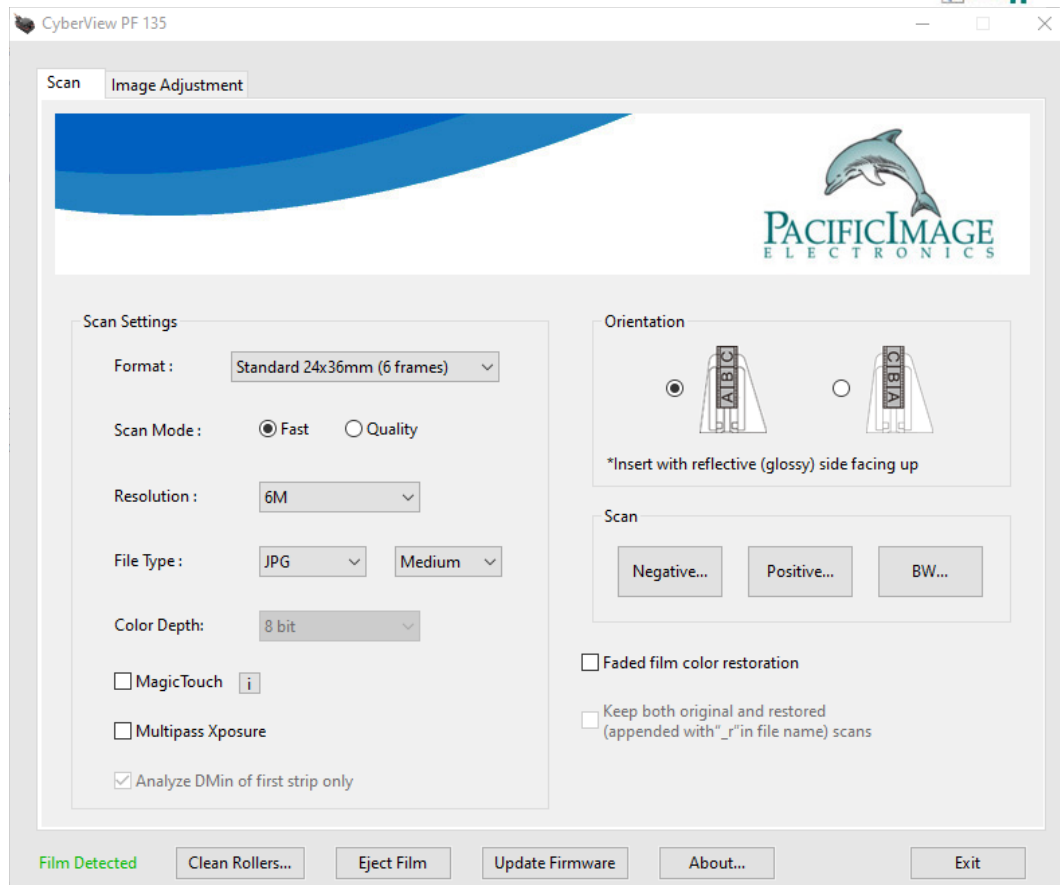 CyberView PF 135
Scan
Image Adjustment
PACIFICIMAGE
ELECTRONICS
Scan Settings
Format :
Standard 24x36mm (6 frames)
Scan Mode :
Fast
Quality
Resolution :
6M
File Type :
JPG
Medium
Color Depth:
8 bit
MagicTouch
i
Multipass Xposure
Analyze DMin of first strip only
Orientation
A B C
C B A
*Insert with reflective (glossy) side facing up
Scan
Negative...
Positive...
BW...
Faded film color restoration
Keep both original and restored
(appended with"_r"in file name) scans
Film Detected
Clean Rollers...
Eject Film
Update Firmware
About...
Exit